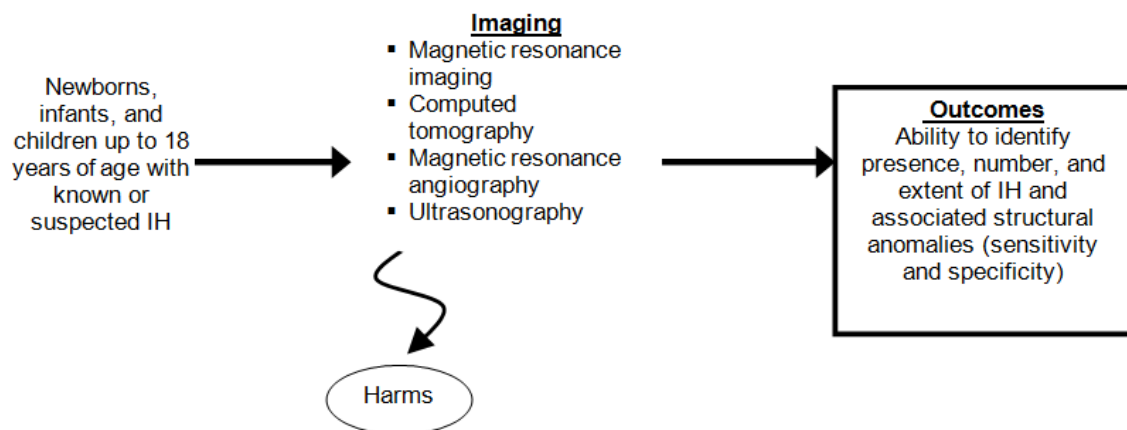 Newborns,
infants, and
children up to 18
years of age with
known or
suspected IH
Imaging
▪ Magnetic resonance
imaging
▪ Computed
tomography
▪ Magnetic resonance
angiography
▪ Ultrasonography
Harms
Outcomes
Ability to identify
presence, number, and
extent of IH and
associated structural
anomalies (sensitivity
and specificity)